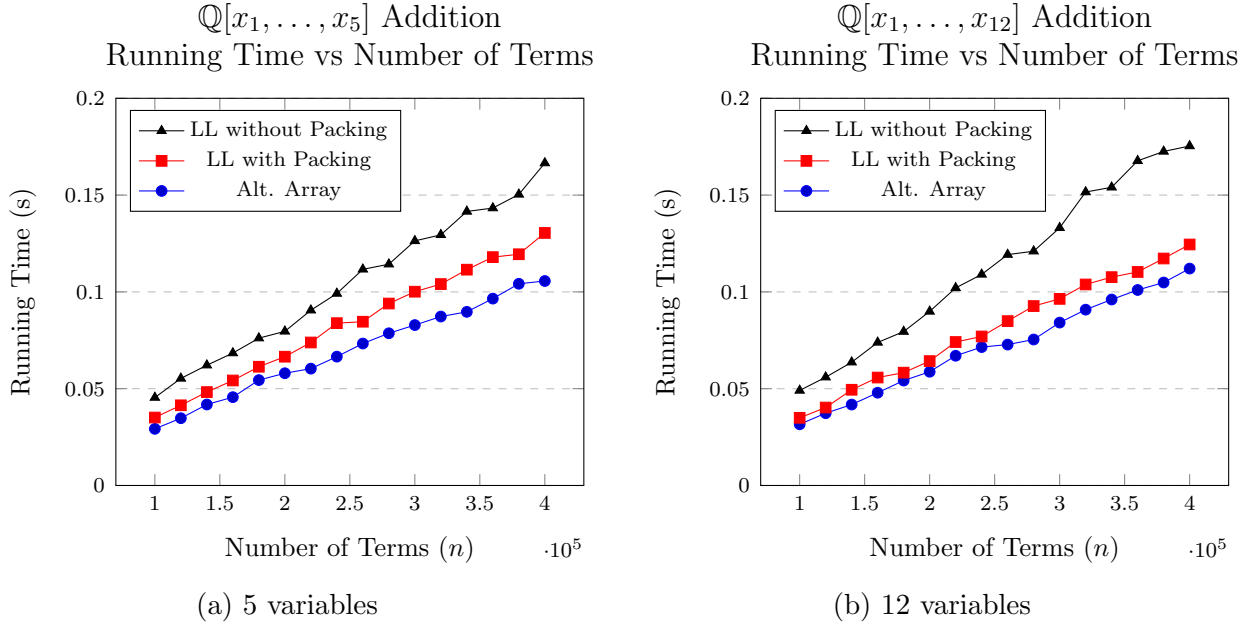 ℚ[x₁, . . . , x₅] Addition
Running Time vs Number of Terms
0.2
0.15
0.1
0.05
0
Running Time (s)
LL without Packing
LL with Packing
Alt. Array
1 1.5 2 2.5 3 3.5 4
Number of Terms (n) ·10⁵
(a) 5 variables
ℚ[x₁, . . . , x₁₂] Addition
Running Time vs Number of Terms
0.2
0.15
0.1
0.05
0
Running Time (s)
LL without Packing
LL with Packing
Alt. Array
1 1.5 2 2.5 3 3.5 4
Number of Terms (n) ·10⁵
(b) 12 variables